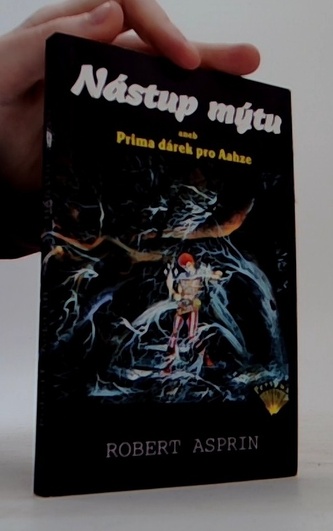 Nástup mýtu
aneb
Prima dárek pro Aahze
ROBERT ASPRIN